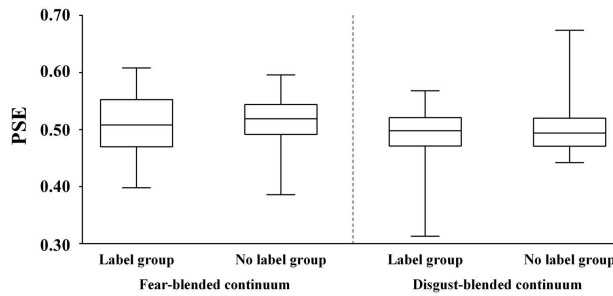 0.70
0.60
0.50
0.40
0.30
PSE
Label group No label group Label group No label group
Fear-blended continuum Disgust-blended continuum